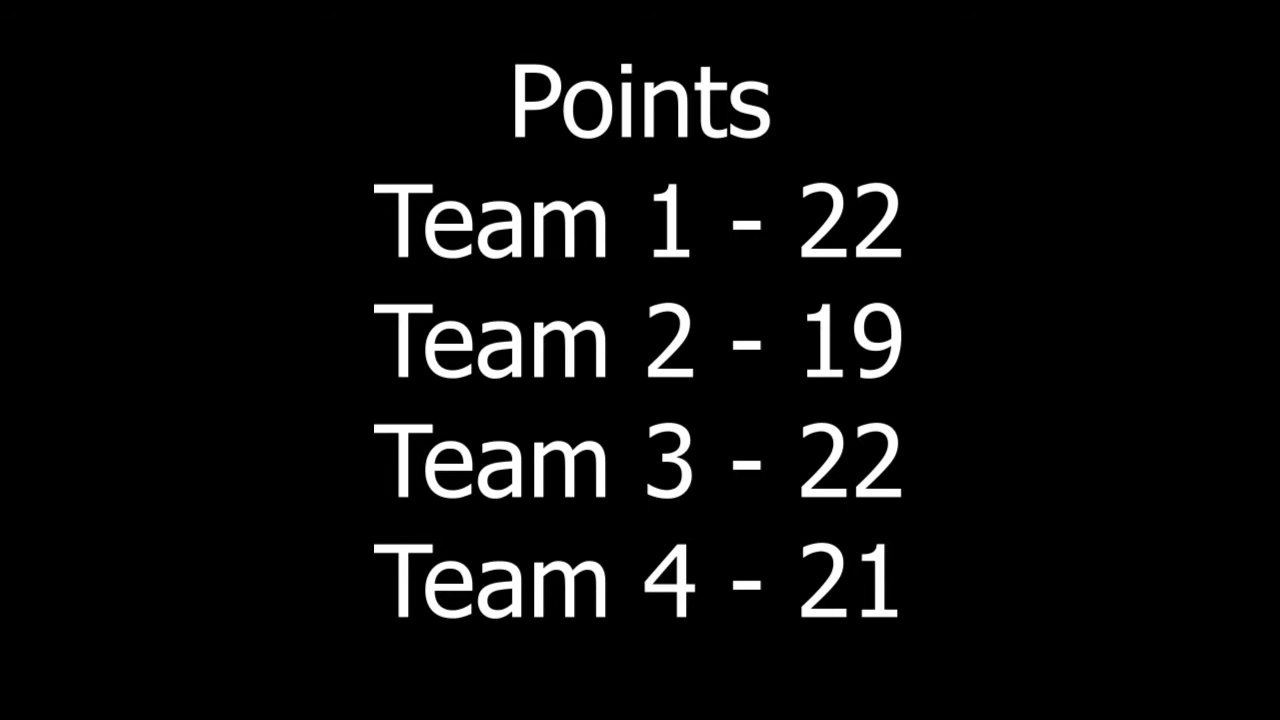 Points
Team 1 - 22
Team 2 - 19
Team 3 - 22
Team 4 - 21